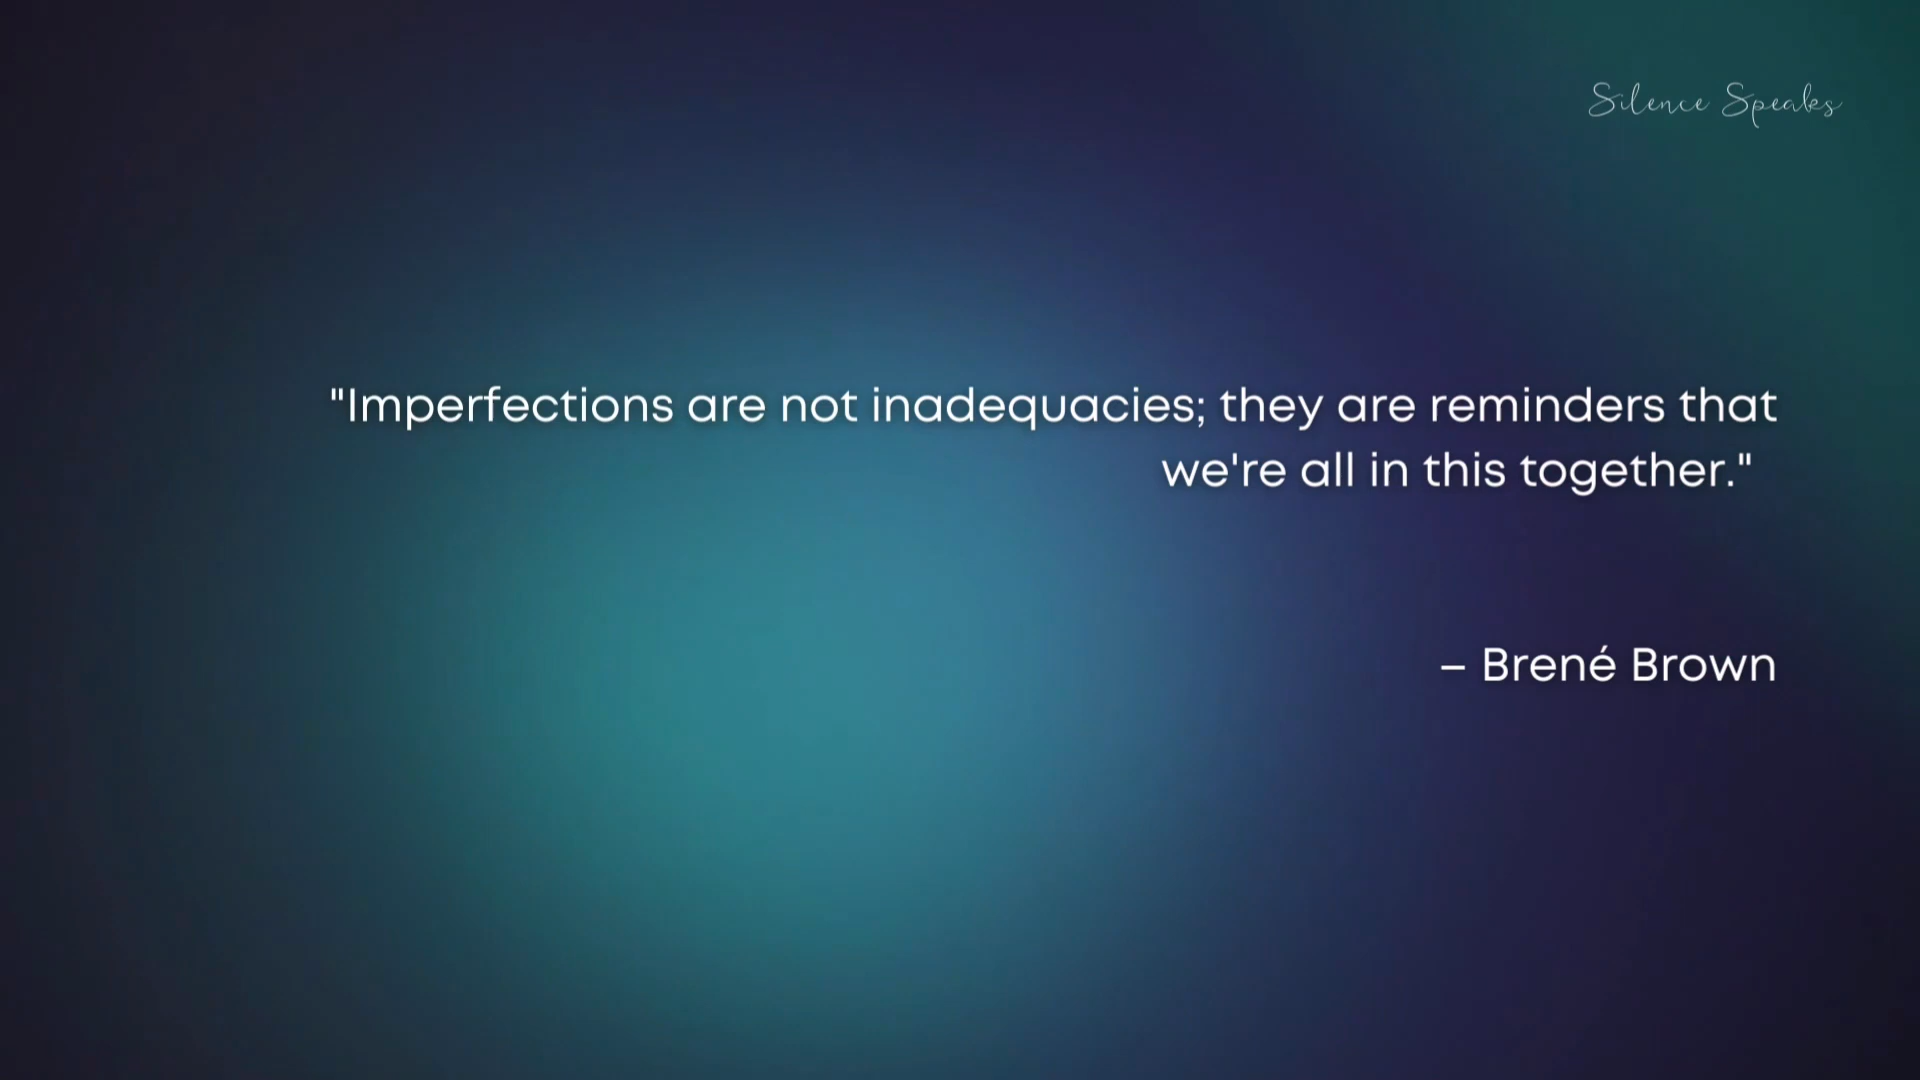 Silence Speaks
"Imperfections are not inadequacies; they are reminders that
we're all in this together."
– Brené Brown